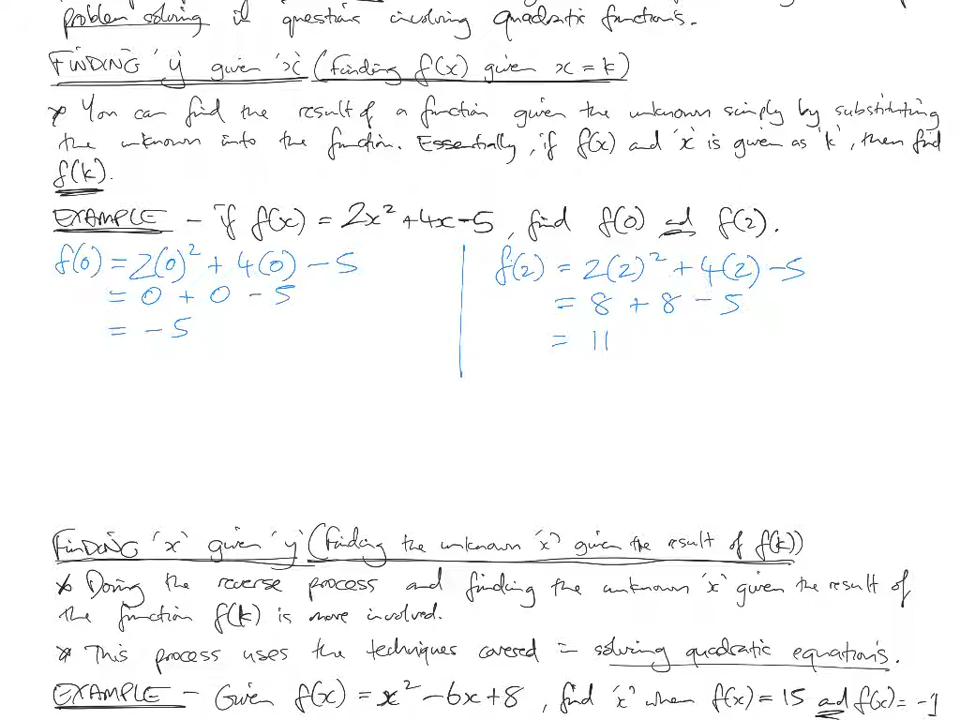 problem solving if questions involving quadratic functions.
FINDING 'y' given 'x' (finding f(x) given x = k)
* You can find the result of a function given the unknown simply by substituting
the unknown into the function. Essentially, if f(x) and 'x' is given as 'k', then find
f(k).
EXAMPLE - If f(x) = 2x² + 4x - 5, find f(0) and f(2).
f(0) = 2(0)² + 4(0) - 5
= 0 + 0 - 5
= -5
f(2) = 2(2)² + 4(2) - 5
= 8 + 8 - 5
= 11
FINDING 'x' given 'y' (finding the unknown 'x' given the result of f(k))
* Doing the reverse process and finding the unknown 'x' given the result of
the function f(k) is more involved.
* This process uses the techniques covered in solving quadratic equations.
EXAMPLE - Given f(x) = x² - 6x + 8, find 'x' when f(x) = 15 and f(x) = -1